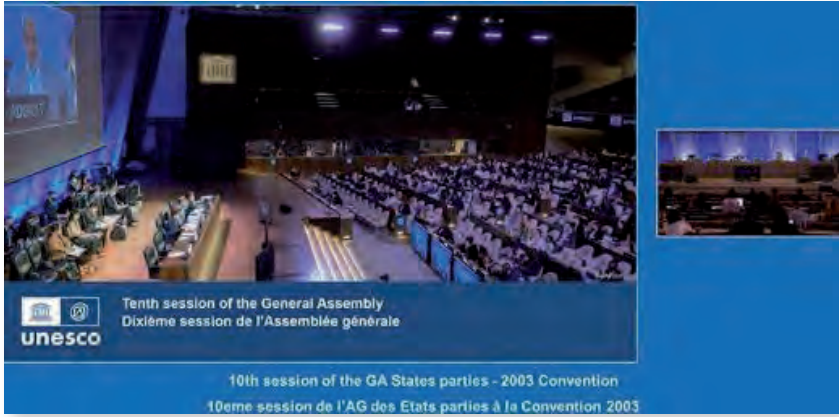 unesco
Tenth session of the General Assembly
Dixième session de l'Assemblée générale
10th session of the GA States parties - 2003 Convention
10eme session de l'AG des Etats parties à la Convention 2003